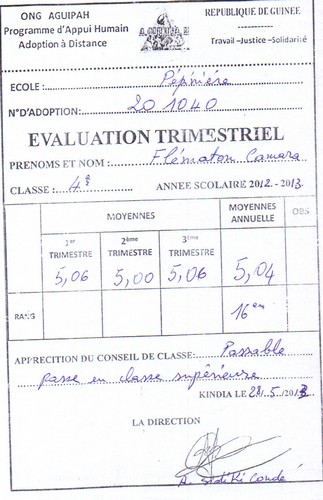 ONG AGUIPAH
REPUBLIQUE DE GUINEE
Programme d'Appui Humain
Adoption à Distance
Travail –Justice –Solidarité
ECOLE : Pépinière
N°D'ADOPTION: 201040
EVALUATION TRIMESTRIEL
PRENOMS ET NOM : Camara
CLASSE : 4è ANNEE SCOLAIRE 2012 - 2013
MOYENNES MOYENNES ANNUELLE OBS
1er TRIMESTRE 2ème TRIMESTRE 3ème TRIMESTRE
5,06 5,00 5,06 5,04
RANG 16em
APPRECITION DU CONSEIL DE CLASSE: Passable
passe en classe supérieure
KINDIA LE 28/5/2013
LA DIRECTION
A. Sidiki Condé